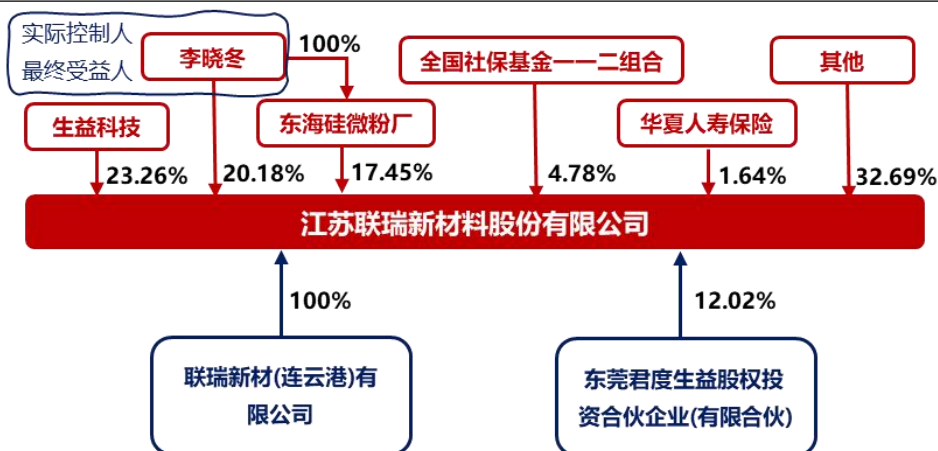 实际控制人
最终受益人
李晓冬
100%
全国社保基金一一二组合
其他
生益科技
东海硅微粉厂
华夏人寿保险
23.26%
20.18%
17.45%
4.78%
1.64%
32.69%
江苏联瑞新材料股份有限公司
100%
12.02%
联瑞新材(连云港)有
限公司
东莞君度生益股权投
资合伙企业(有限合伙)